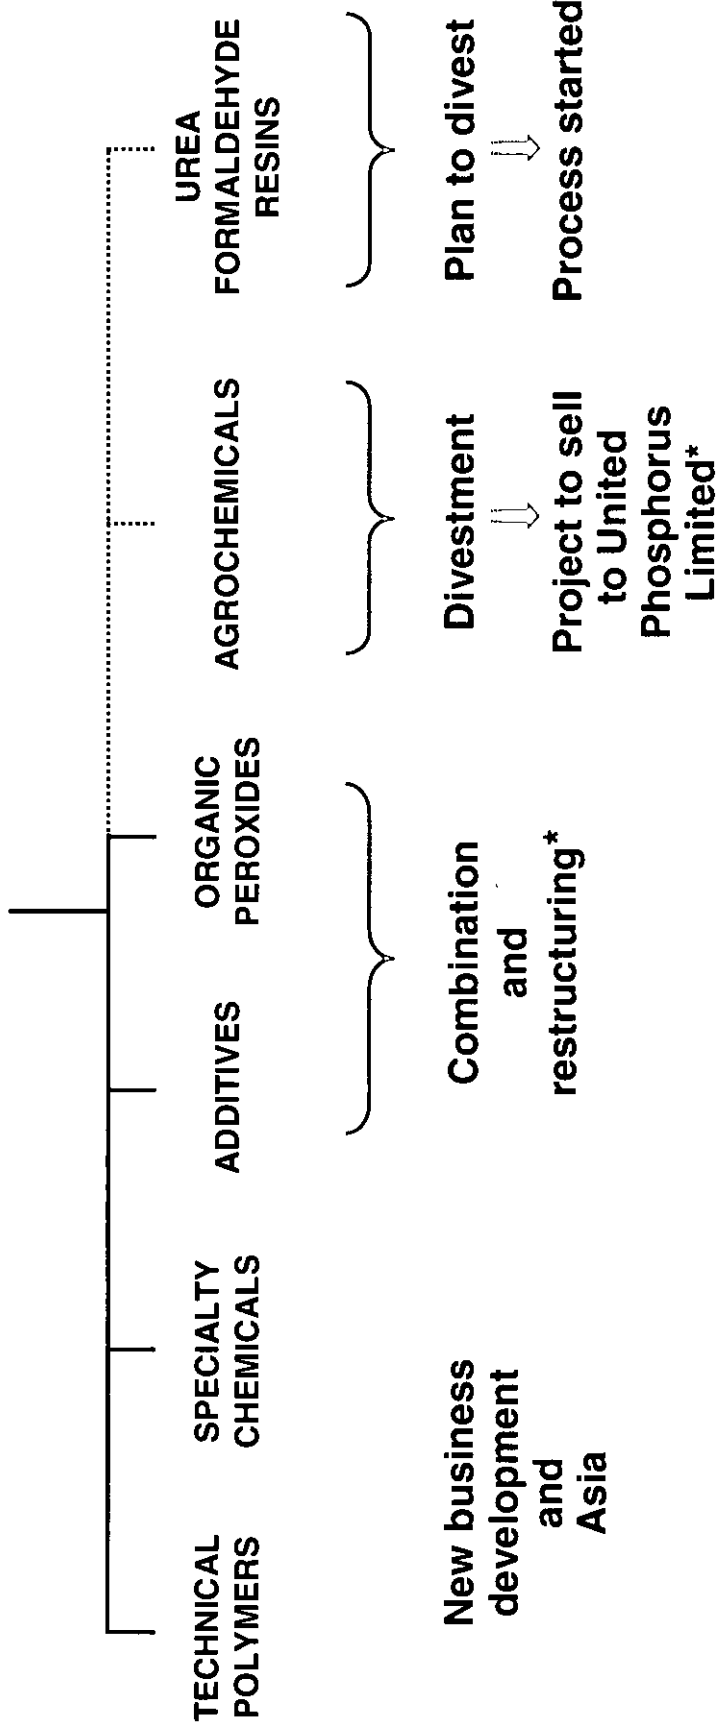 TECHNICAL
POLYMERS
SPECIALTY
CHEMICALS
ADDITIVES
ORGANIC
PEROXIDES
AGROCHEMICALS
UREA
FORMALDEHYDE
RESINS
New business
development
and
Asia
Combination
and
restructuring*
Divestment
Project to sell
to United
Phosphorus
Limited*
Plan to divest
Process started